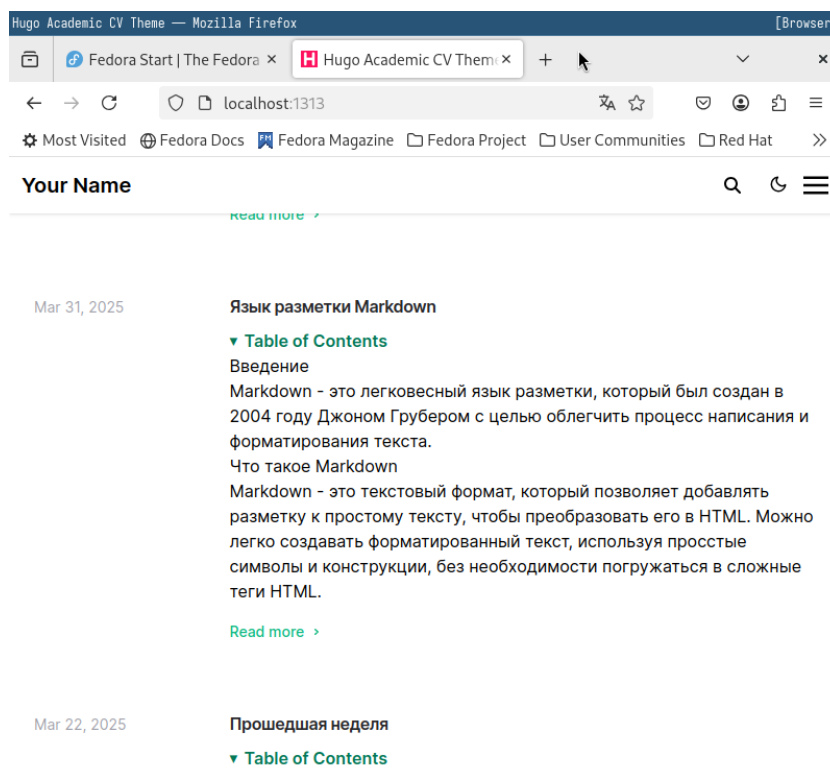 Hugo Academic CV Theme — Mozilla Firefox [Browser
Fedora Start | The Fedora × Hugo Academic CV Theme × + ×
localhost:1313
Most Visited Fedora Docs Fedora Magazine Fedora Project User Communities Red Hat >>
Your Name
Read more ›
Mar 31, 2025 Язык разметки Markdown
▾ Table of Contents
Введение
Markdown - это легковесный язык разметки, который был создан в
2004 году Джоном Грубером с целью облегчить процесс написания и
форматирования текста.
Что такое Markdown
Markdown - это текстовый формат, который позволяет добавлять
разметку к простому тексту, чтобы преобразовать его в HTML. Можно
легко создавать форматированный текст, используя просстые
символы и конструкции, без необходимости погружаться в сложные
теги HTML.
Read more ›
Mar 22, 2025 Прошедшая неделя
▾ Table of Contents